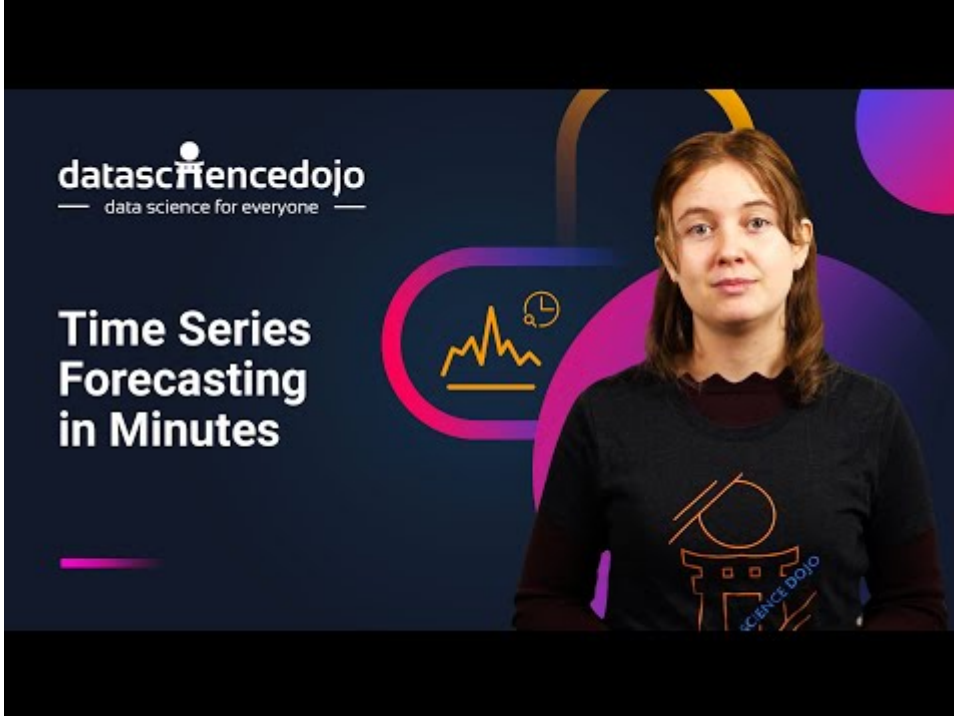 datasciencedojo
data science for everyone
Time Series
Forecasting
in Minutes
SCIENCE DOJO